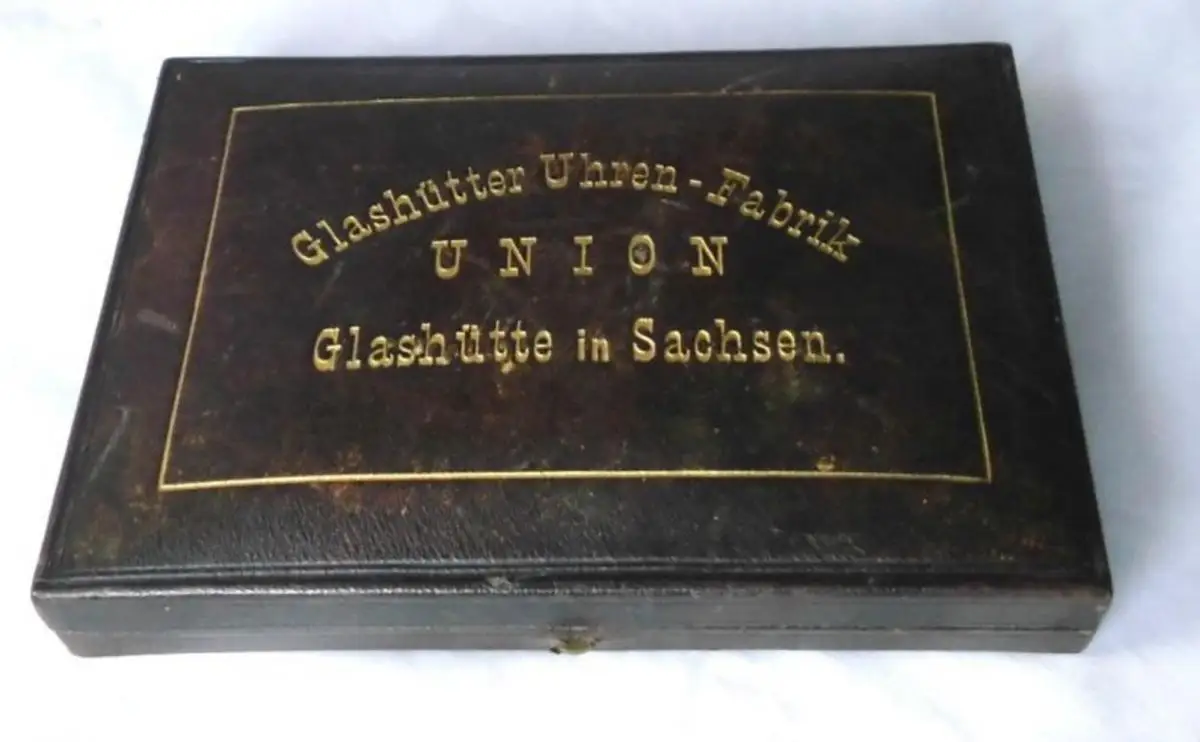 Glashütter Uhren-Fabrik
UNION
Glashütte in Sachsen.